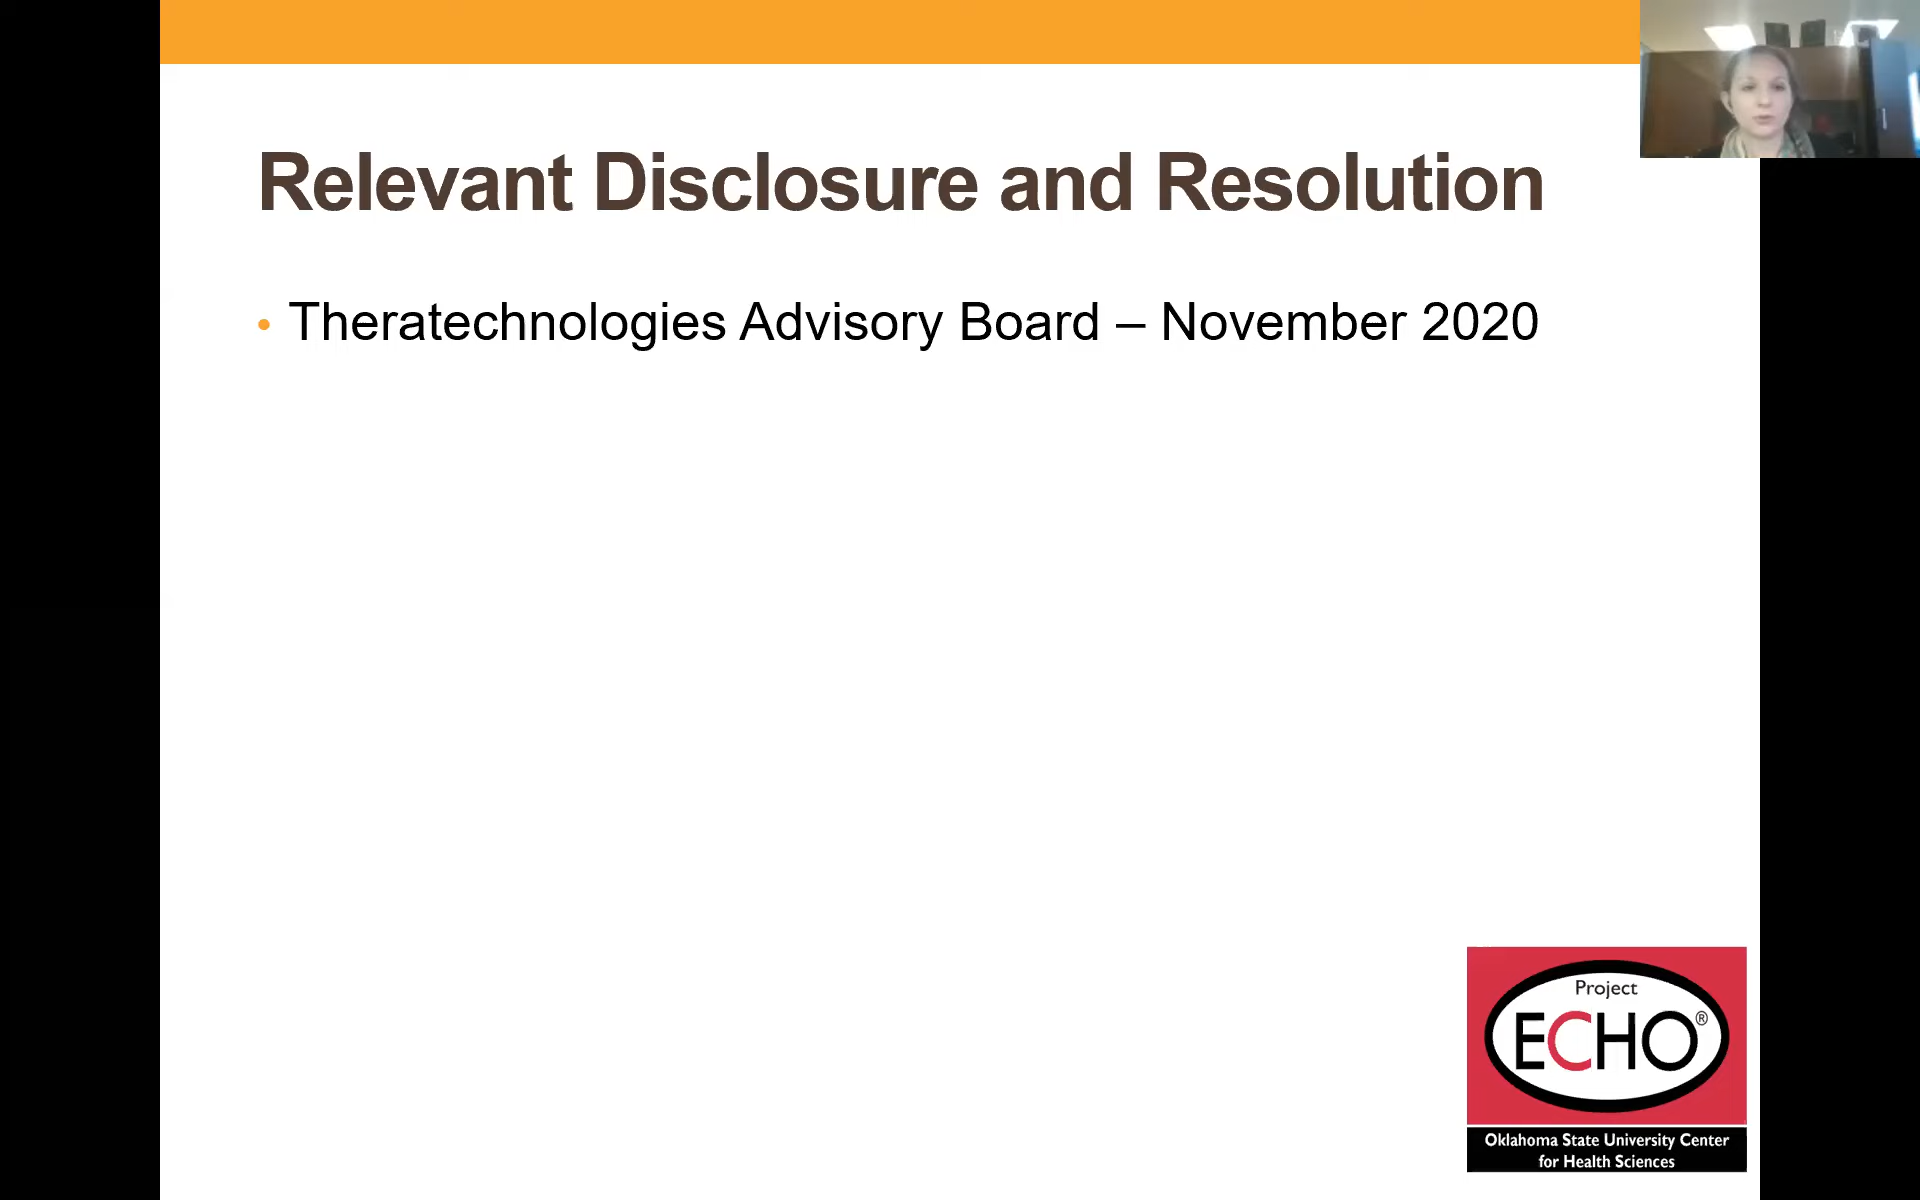 Relevant Disclosure and Resolution
• Theratechnologies Advisory Board – November 2020
Project
ECHO®
Oklahoma State University Center
for Health Sciences